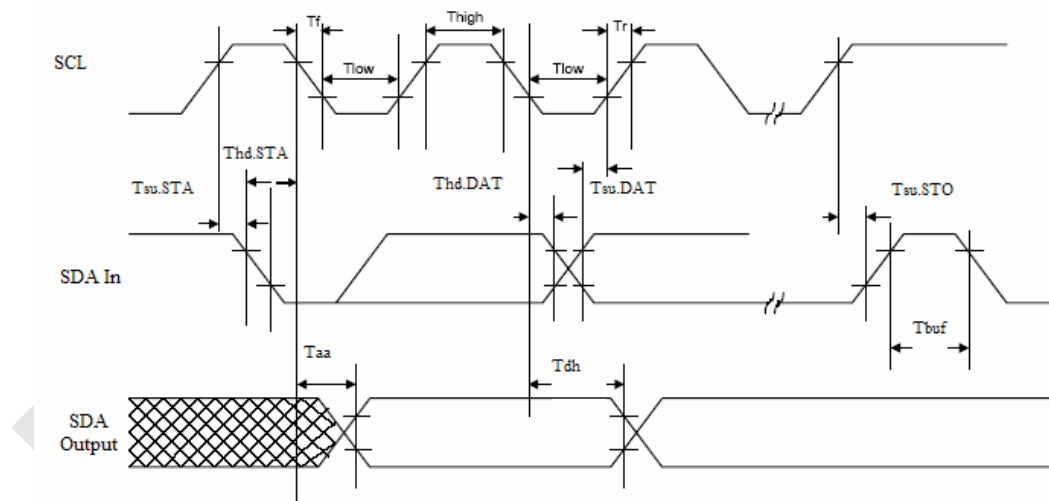 Tf
Thigh
Tr
SCL
Tlow
Tlow
Thd.STA
Tsu.STA
Thd.DAT
Tsu.DAT
Tsu.STO
SDA In
Tbuf
Taa
Tdh
SDA
Output